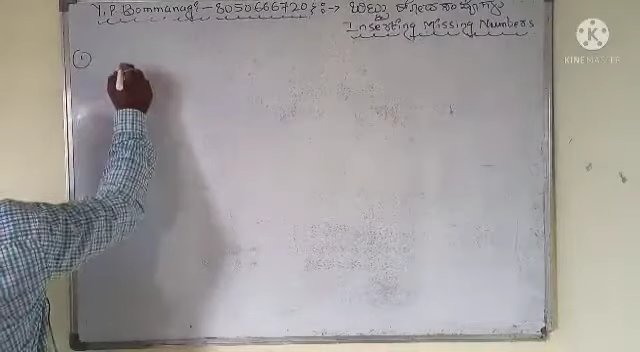 Y.P Bommanagi - 8050666720 ⁝⁝→ ಬಿಟ್ಟು
Inserting Missing Numbers
①
KINEMASTER